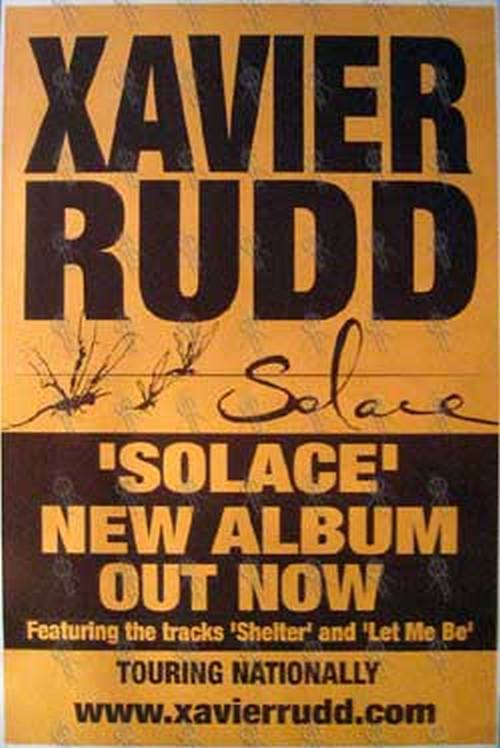 XAVIER
RUDD
Solace
'SOLACE'
NEW ALBUM
OUT NOW
Featuring the tracks 'Shelter' and 'Let Me Be'
TOURING NATIONALLY
www.xavierrudd.com